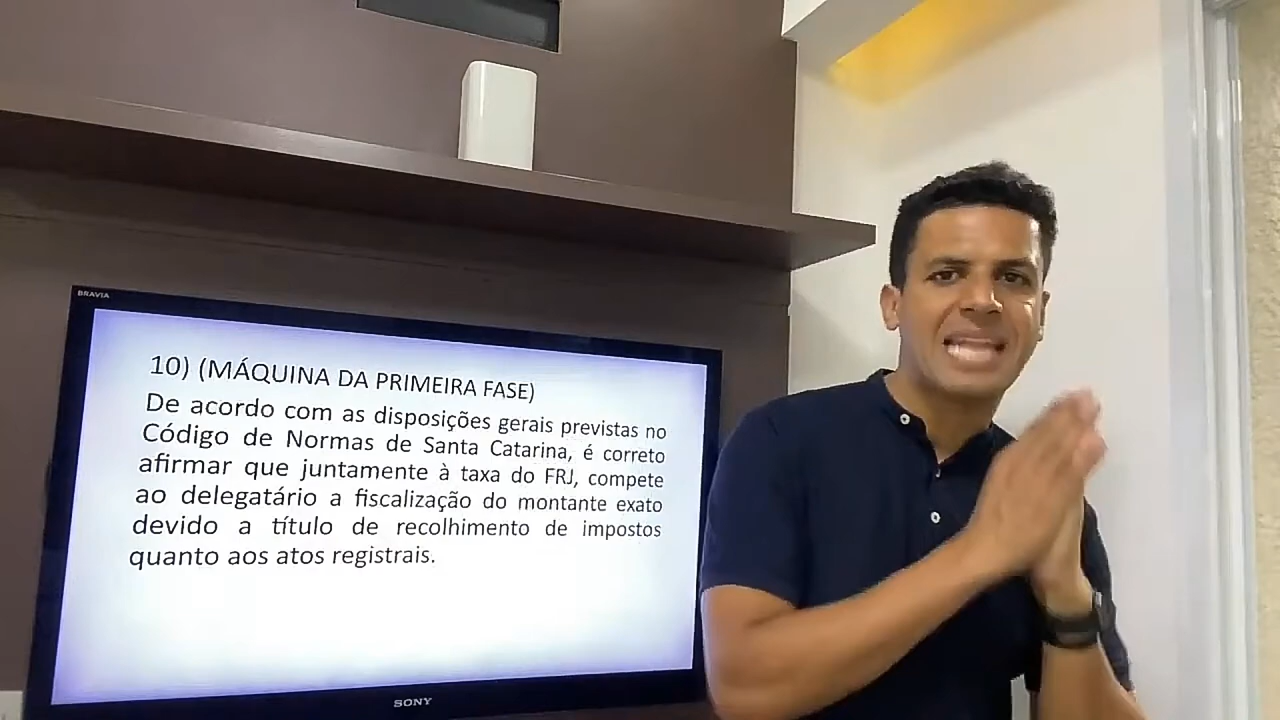 BRAVIA
10) (MÁQUINA DA PRIMEIRA FASE)
De acordo com as disposições gerais previstas no
Código de Normas de Santa Catarina, é correto
afirmar que juntamente à taxa do FRJ, compete
ao delegatário a fiscalização do montante exato
devido a título de recolhimento de impostos
quanto aos atos registrais.
SONY